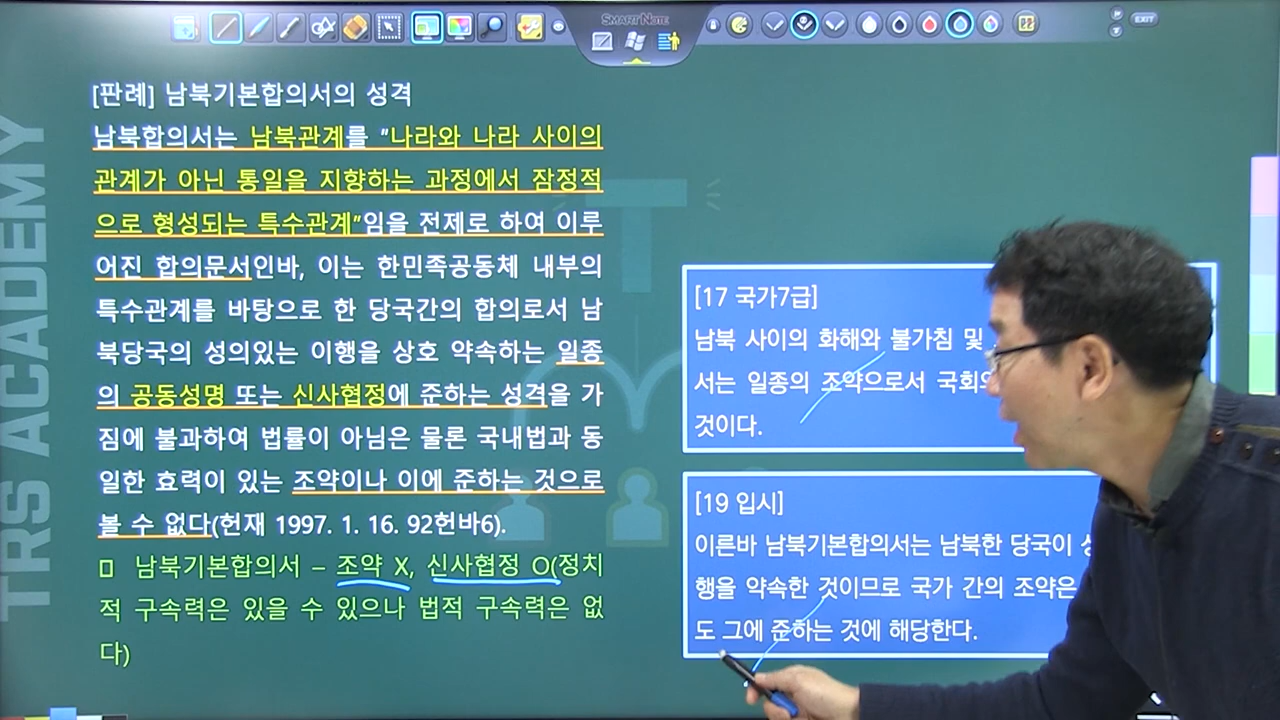 SMART NOTE
EXIT
TRS ACADEMY
[판례] 남북기본합의서의 성격
남북합의서는 남북관계를 "나라와 나라 사이의
관계가 아닌 통일을 지향하는 과정에서 잠정적
으로 형성되는 특수관계"임을 전제로 하여 이루
어진 합의문서인바, 이는 한민족공동체 내부의
특수관계를 바탕으로 한 당국간의 합의로서 남
북당국의 성의있는 이행을 상호 약속하는 일종
의 공동성명 또는 신사협정에 준하는 성격을 가
짐에 불과하여 법률이 아님은 물론 국내법과 동
일한 효력이 있는 조약이나 이에 준하는 것으로
볼 수 없다(헌재 1997. 1. 16. 92헌바6).
남북기본합의서 – 조약 X, 신사협정 O(정치
적 구속력은 있을 수 있으나 법적 구속력은 없
다)
[17 국가7급]
남북 사이의 화해와 불가침 및
서는 일종의 조약으로서 국회의
것이다.
[19 입시]
이른바 남북기본합의서는 남북한 당국이
행을 약속한 것이므로 국가 간의 조약은
도 그에 준하는 것에 해당한다.